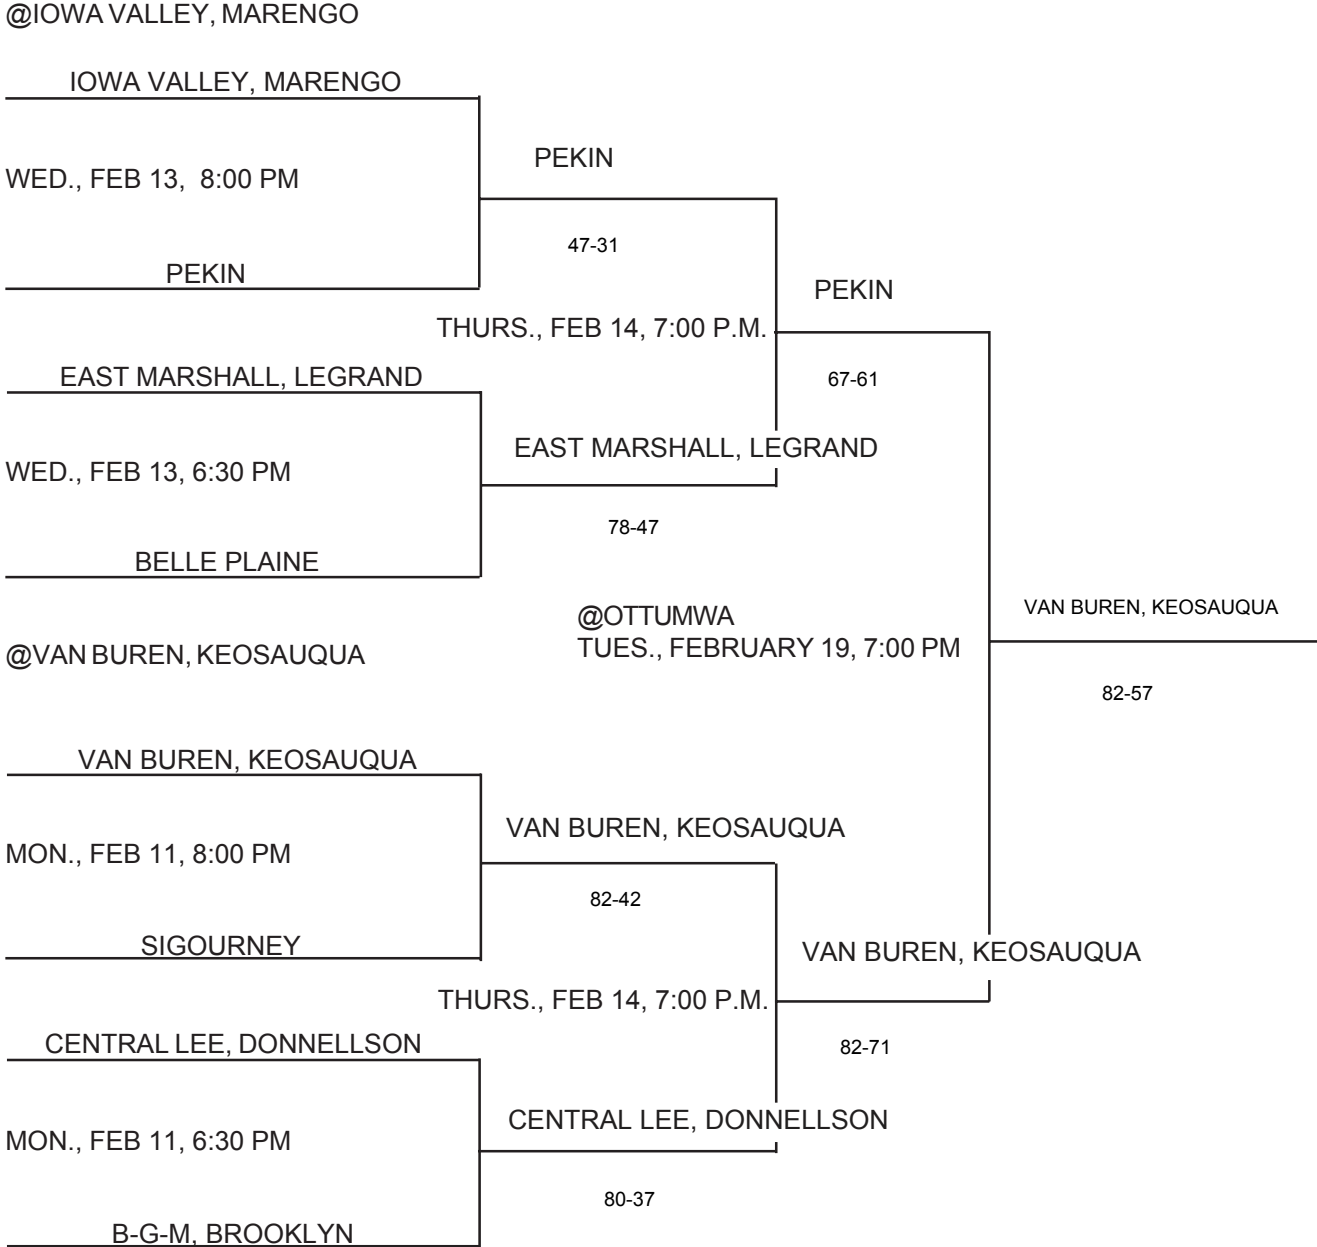 @IOWA VALLEY, MARENGO
IOWA VALLEY, MARENGO
PEKIN
WED., FEB 13,  8:00 PM
47-31
PEKIN
PEKIN
THURS., FEB 14, 7:00 P.M.
EAST MARSHALL, LEGRAND
67-61
EAST MARSHALL, LEGRAND
WED., FEB 13, 6:30 PM
78-47
BELLE PLAINE
@OTTUMWA
TUES., FEBRUARY 19, 7:00 PM
VAN BUREN, KEOSAUQUA
@VAN BUREN, KEOSAUQUA
82-57
VAN BUREN, KEOSAUQUA
VAN BUREN, KEOSAUQUA
MON., FEB 11, 8:00 PM
82-42
SIGOURNEY
VAN BUREN, KEOSAUQUA
THURS., FEB 14, 7:00 P.M.
CENTRAL LEE, DONNELLSON
82-71
CENTRAL LEE, DONNELLSON
MON., FEB 11, 6:30 PM
80-37
B-G-M, BROOKLYN